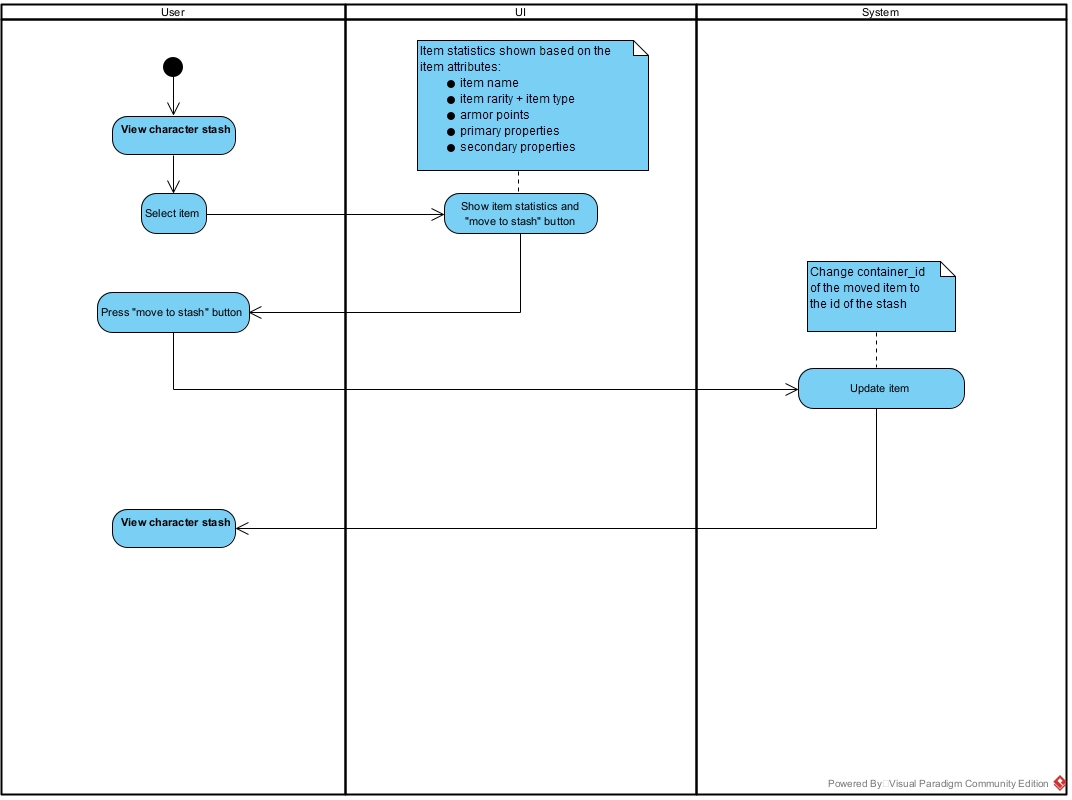 User
UI
System
Item statistics shown based on the
item attributes:
● item name
● item rarity + item type
● armor points
● primary properties
● secondary properties
View character stash
Select item
Show item statistics and
"move to stash" button
Change container_id
of the moved item to
the id of the stash
Press "move to stash" button
Update item
View character stash
Powered By Visual Paradigm Community Edition